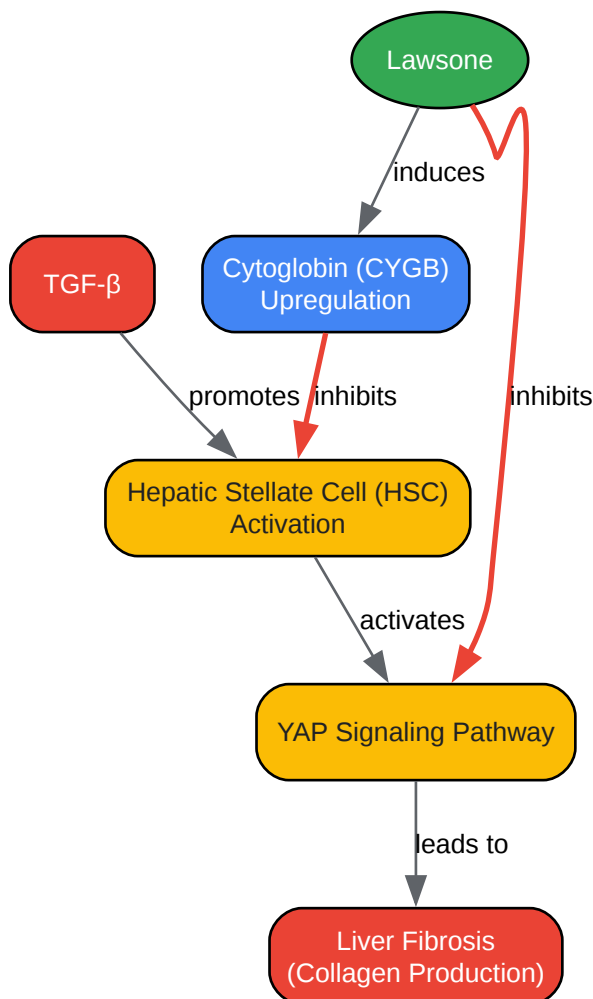 Lawsone
induces
TGF-β
Cytoglobin (CYGB)
Upregulation
promotes
inhibits
inhibits
Hepatic Stellate Cell (HSC)
Activation
activates
YAP Signaling Pathway
leads to
Liver Fibrosis
(Collagen Production)